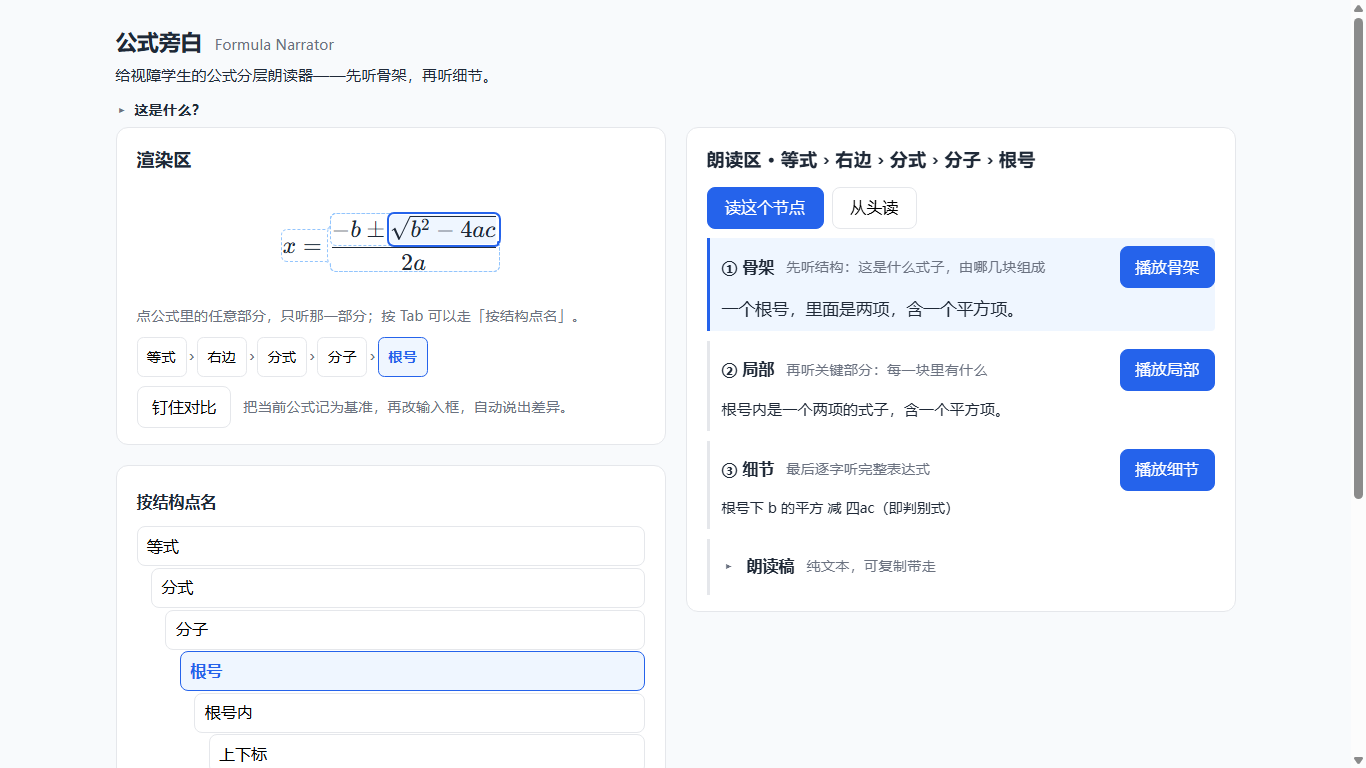 公式旁白 Formula Narrator
给视障学生的公式分层朗读器——先听骨架，再听细节。
▸ 这是什么？
渲染区
x = \frac{-b ± \sqrt{b^2 - 4ac}}{2a}
点公式里的任意部分，只听那一部分；按 Tab 可以走「按结构点名」。
等式 › 右边 › 分式 › 分子 › 根号
钉住对比 把当前公式记为基准，再改输入框，自动说出差异。
按结构点名
等式
分式
分子
根号
根号内
上下标
朗读区 · 等式 › 右边 › 分式 › 分子 › 根号
读这个节点 从头读
① 骨架 先听结构：这是什么式子，由哪几块组成 播放骨架
一个根号，里面是两项，含一个平方项。
② 局部 再听关键部分：每一块里有什么 播放局部
根号内是一个两项的式子，含一个平方项。
③ 细节 最后逐字听完整表达式 播放细节
根号下 b 的平方 减 四ac（即判别式）
▸ 朗读稿 纯文本，可复制带走